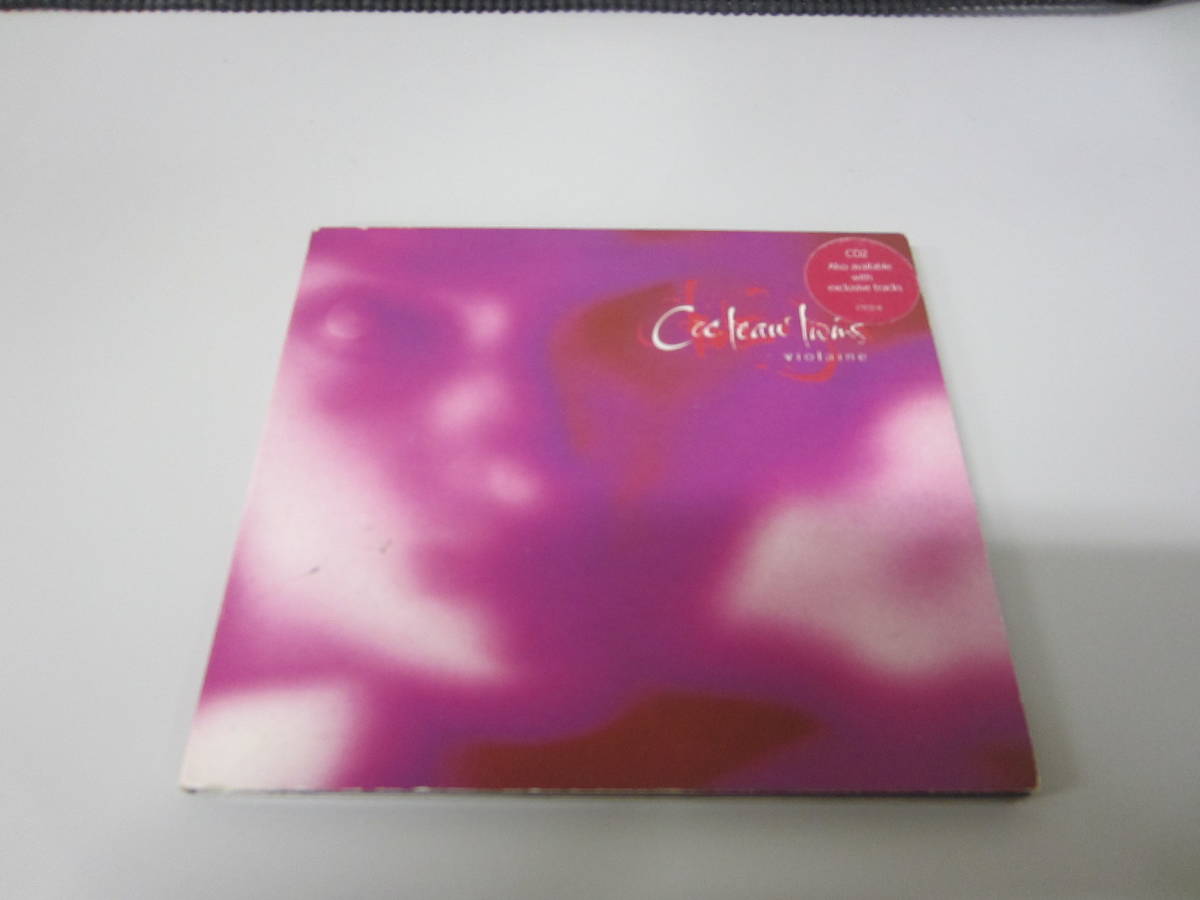 CD2
Also available
with
exclusive tracks
Cocteau Twins
violaine